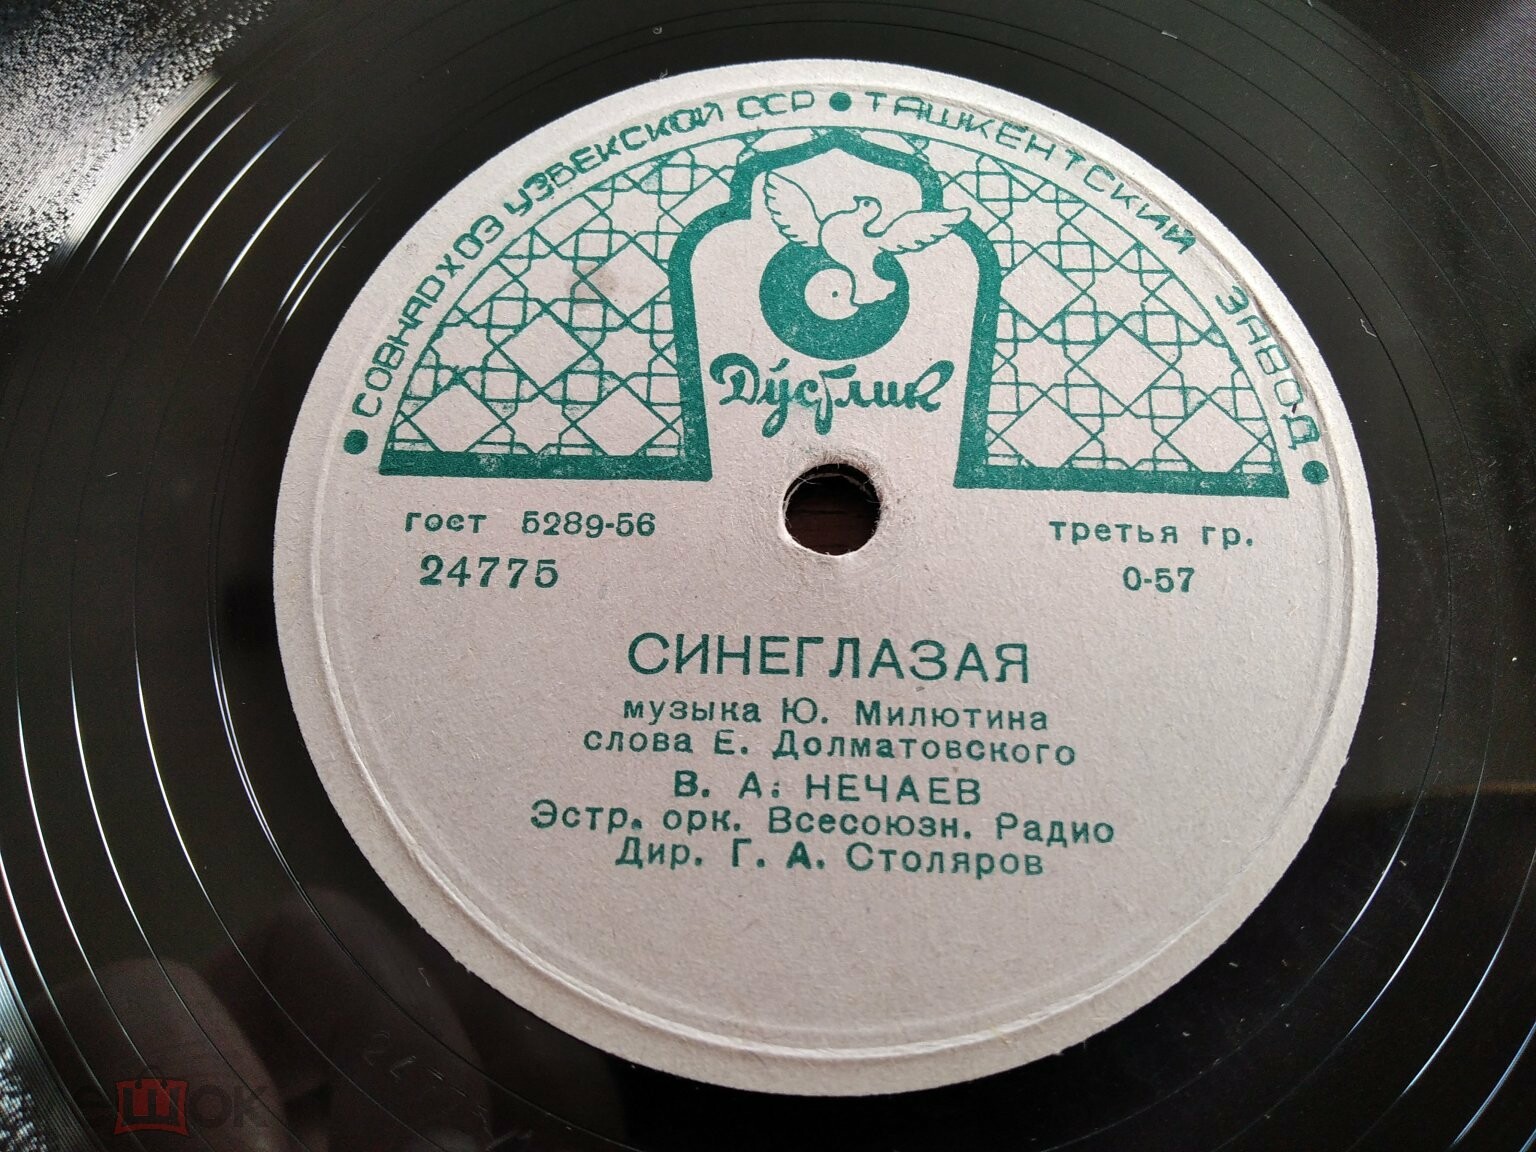 • СОВНАРХОЗ УЗБЕКСКОЙ ССР • ТАШКЕНТСКИЙ ЗАВОД •
Дўстлик
гост 5289-56
третья гр.
24775
0-57
СИНЕГЛАЗАЯ
музыка Ю. Милютина
слова Е. Долматовского
В. А. НЕЧАЕВ
Эстр. орк. Всесоюзн. Радио
Дир. Г. А. Столяров
мешок